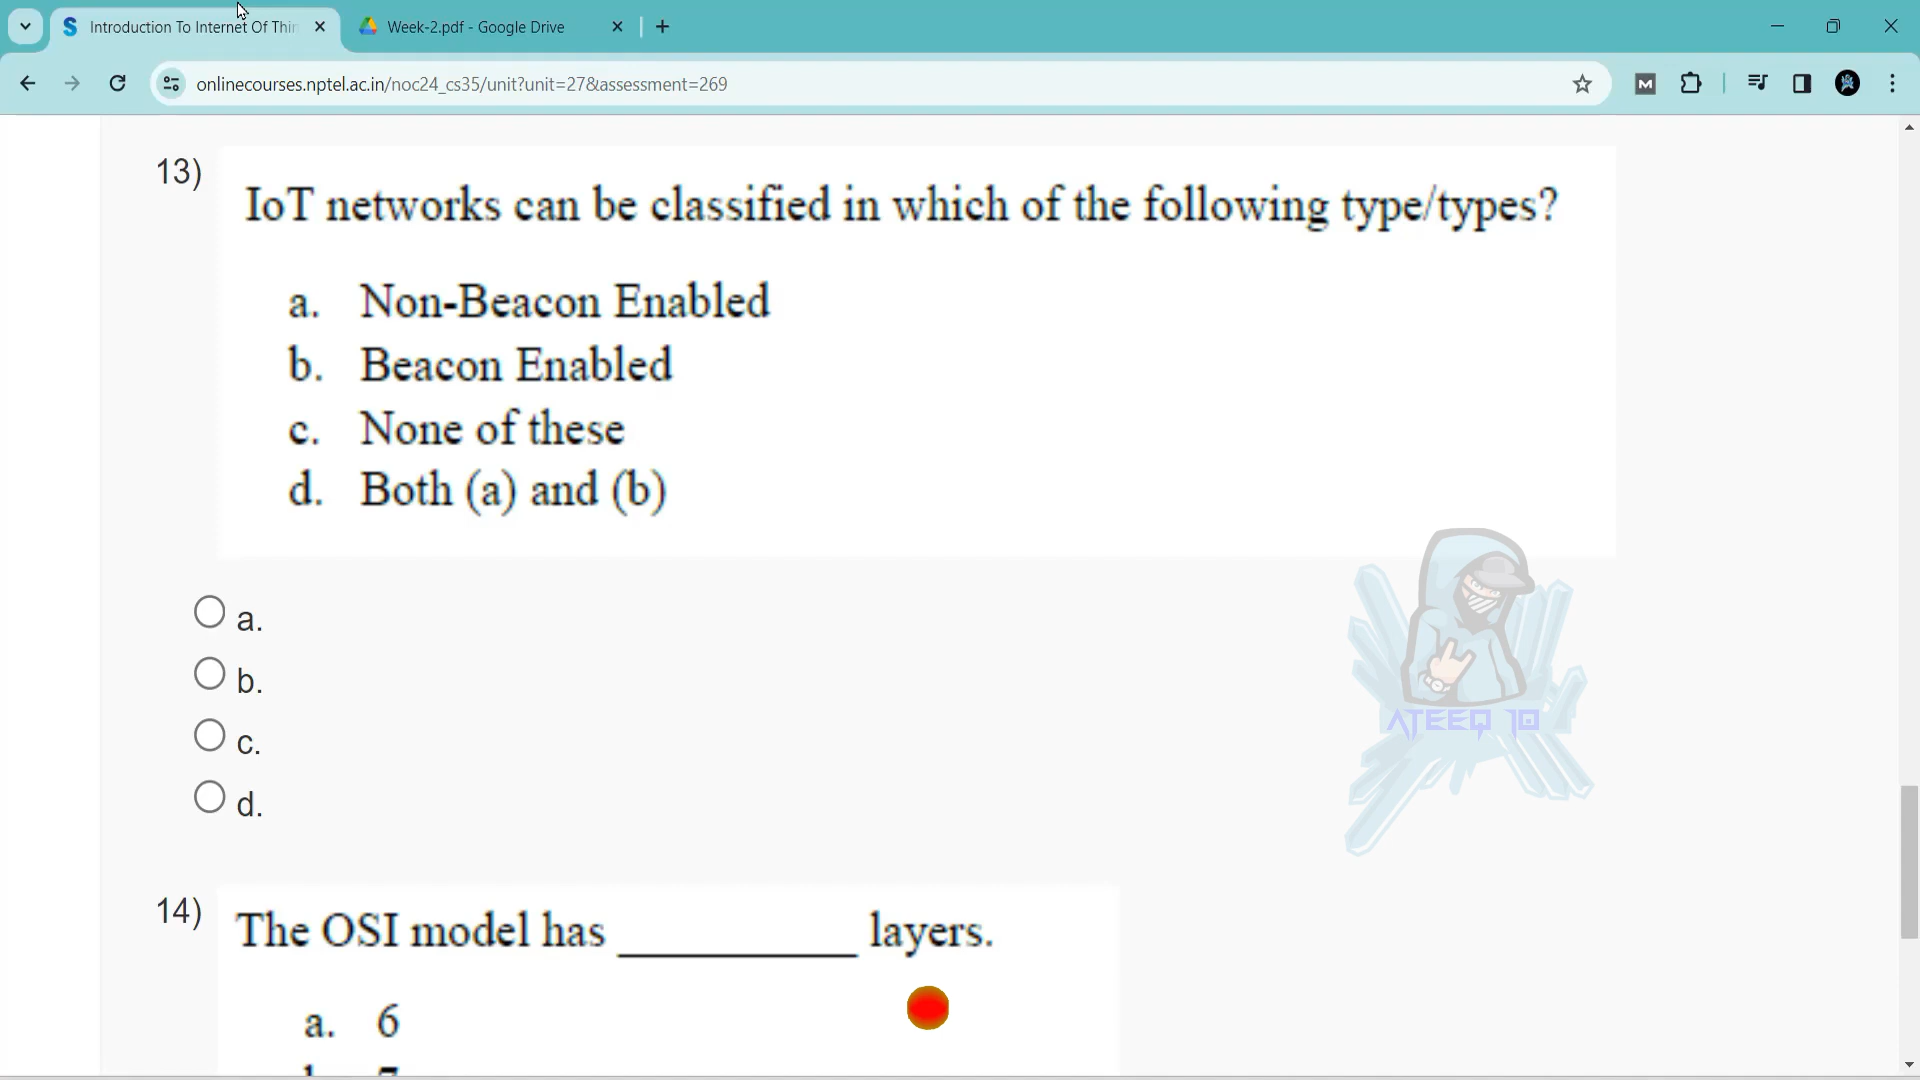 Introduction To Internet Of Thin
Week-2.pdf - Google Drive
onlinecourses.nptel.ac.in/noc24_cs35/unit?unit=27&assessment=269
13)
IoT networks can be classified in which of the following type/types?
a. Non-Beacon Enabled
b. Beacon Enabled
c. None of these
d. Both (a) and (b)
a.
b.
c.
d.
ATEEQ 10
14)
The OSI model has __________ layers.
a. 6